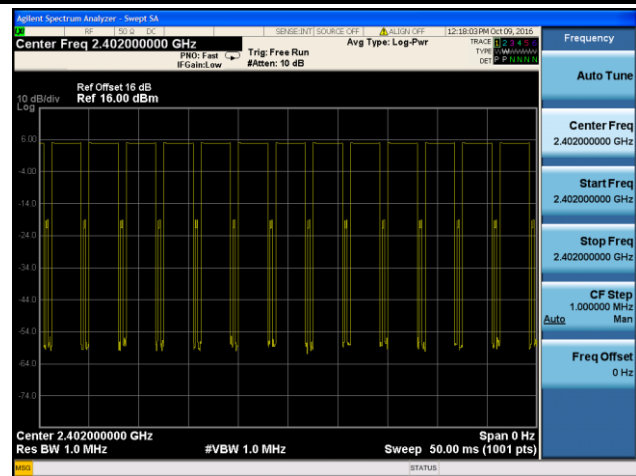 Agilent Spectrum Analyzer - Swept SA
RF 50 Ω DC SENSE:INT SOURCE OFF ALIGN OFF 12:18:03 PM Oct 09, 2016
Center Freq 2.402000000 GHz
PNO: Fast
IFGain:Low
Trig: Free Run
#Atten: 10 dB
Avg Type: Log-Pwr
TRACE 1 2 3 4 5 6
TYPE
DET P P N N N N
Ref Offset 16 dB
10 dB/div Ref 16.00 dBm
Log
6.00
-4.00
-14.0
-24.0
-34.0
-44.0
-54.0
-64.0
-74.0
Center 2.402000000 GHz Span 0 Hz
Res BW 1.0 MHz #VBW 1.0 MHz Sweep 50.00 ms (1001 pts)
MSG STATUS
Frequency
Auto Tune
Center Freq
2.402000000 GHz
Start Freq
2.402000000 GHz
Stop Freq
2.402000000 GHz
CF Step
1.000000 MHz
Auto Man
Freq Offset
0 Hz